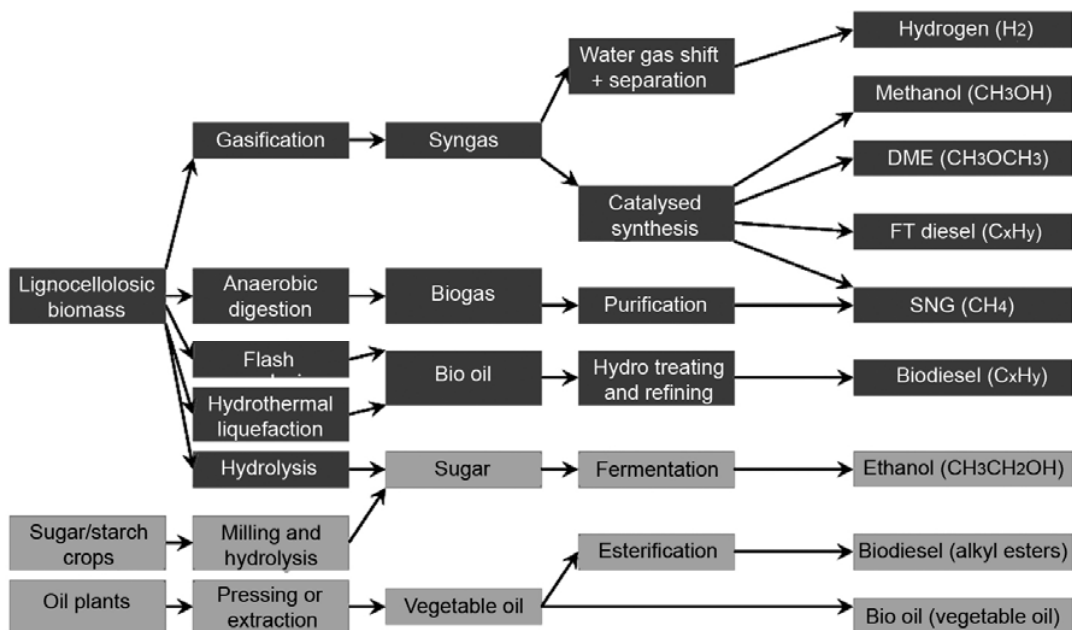 Hydrogen (H2)
Water gas shift
+ separation
Methanol (CH3OH)
Gasification
Syngas
DME (CH3OCH3)
Catalysed
synthesis
FT diesel (CxHy)
Lignocellolosic
biomass
Anaerobic
digestion
Biogas
Purification
SNG (CH4)
Flash
Bio oil
Hydro treating
and refining
Biodiesel (CxHy)
Hydrothermal
liquefaction
Hydrolysis
Sugar
Fermentation
Ethanol (CH3CH2OH)
Sugar/starch
crops
Milling and
hydrolysis
Esterification
Biodiesel (alkyl esters)
Oil plants
Pressing or
extraction
Vegetable oil
Bio oil (vegetable oil)